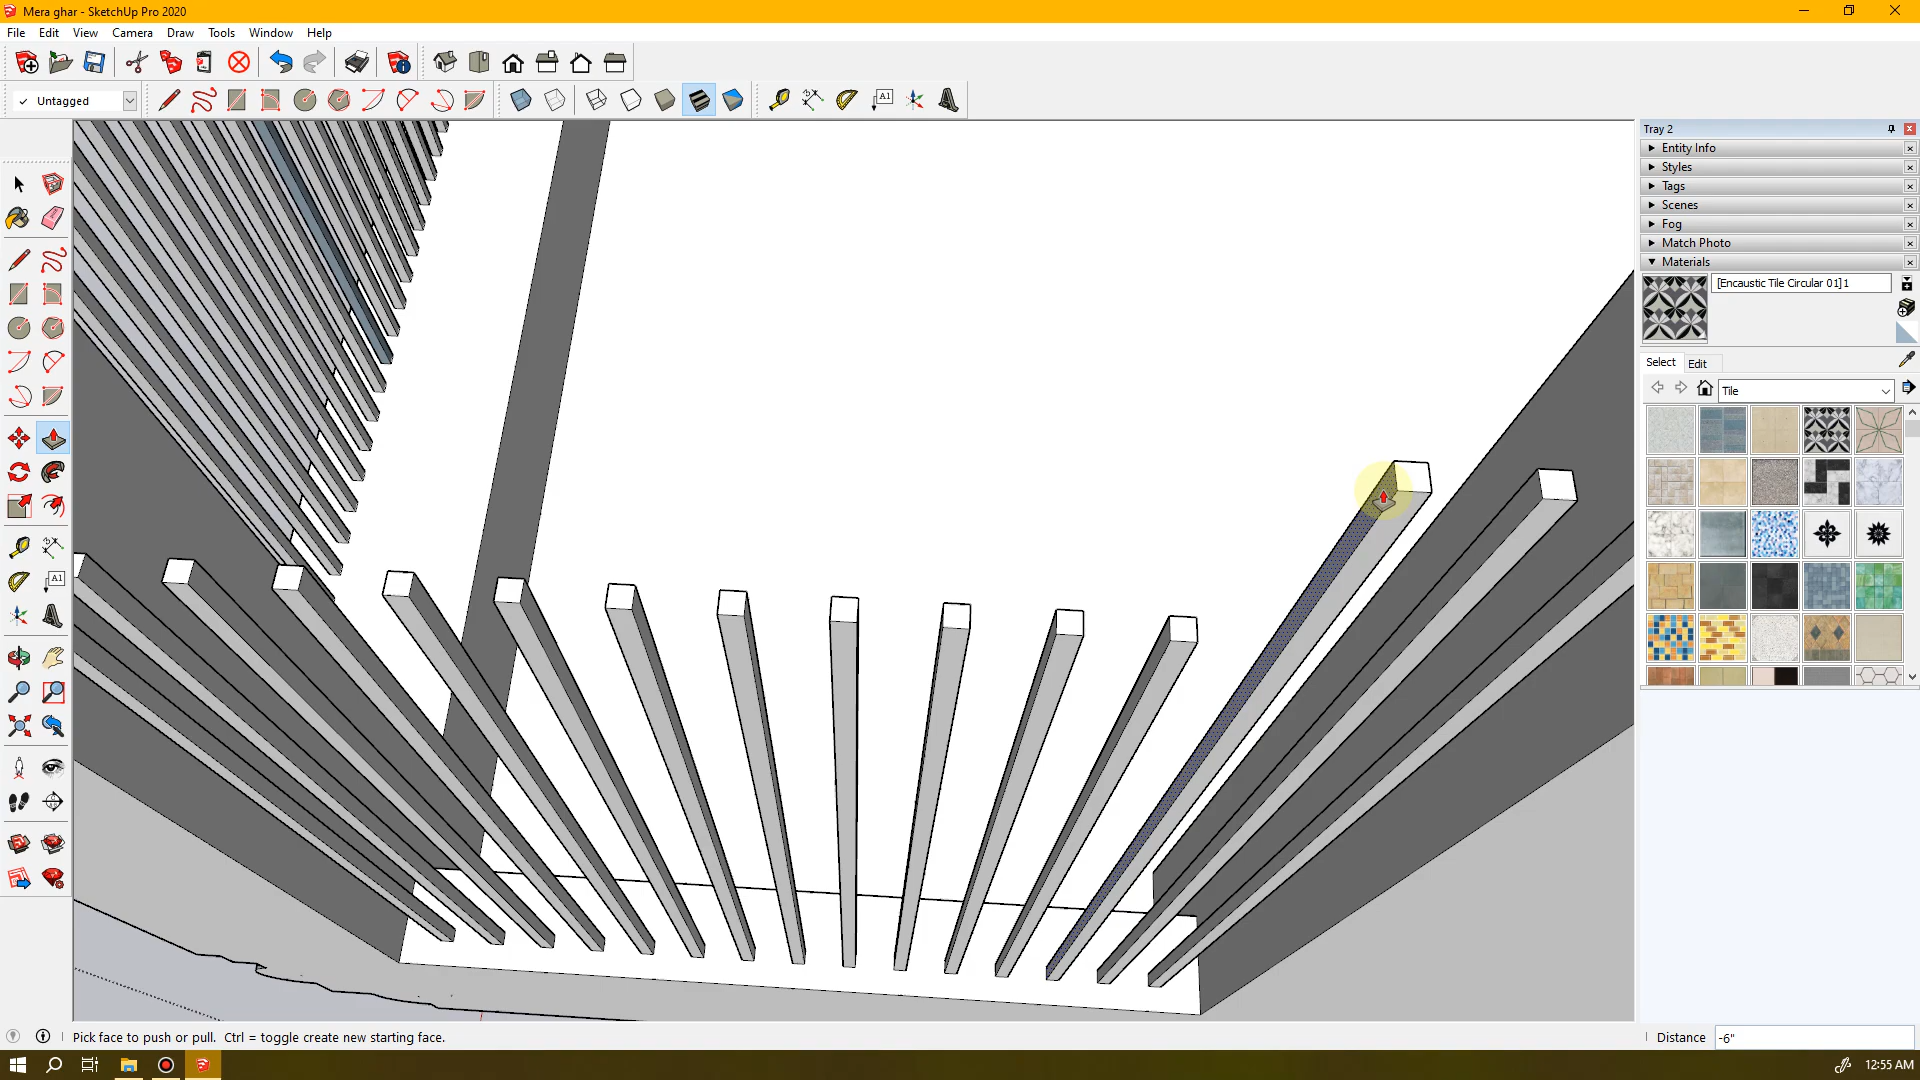 Mera ghar - SketchUp Pro 2020
File Edit View Camera Draw Tools Window Help
Untagged
A1
Tray 2
Entity Info
Styles
Tags
Scenes
Fog
Match Photo
Materials
[Encaustic Tile Circular 01]1
Select Edit
Tile
A1
Pick face to push or pull. Ctrl = toggle create new starting face.
Distance -6"
12:55 AM